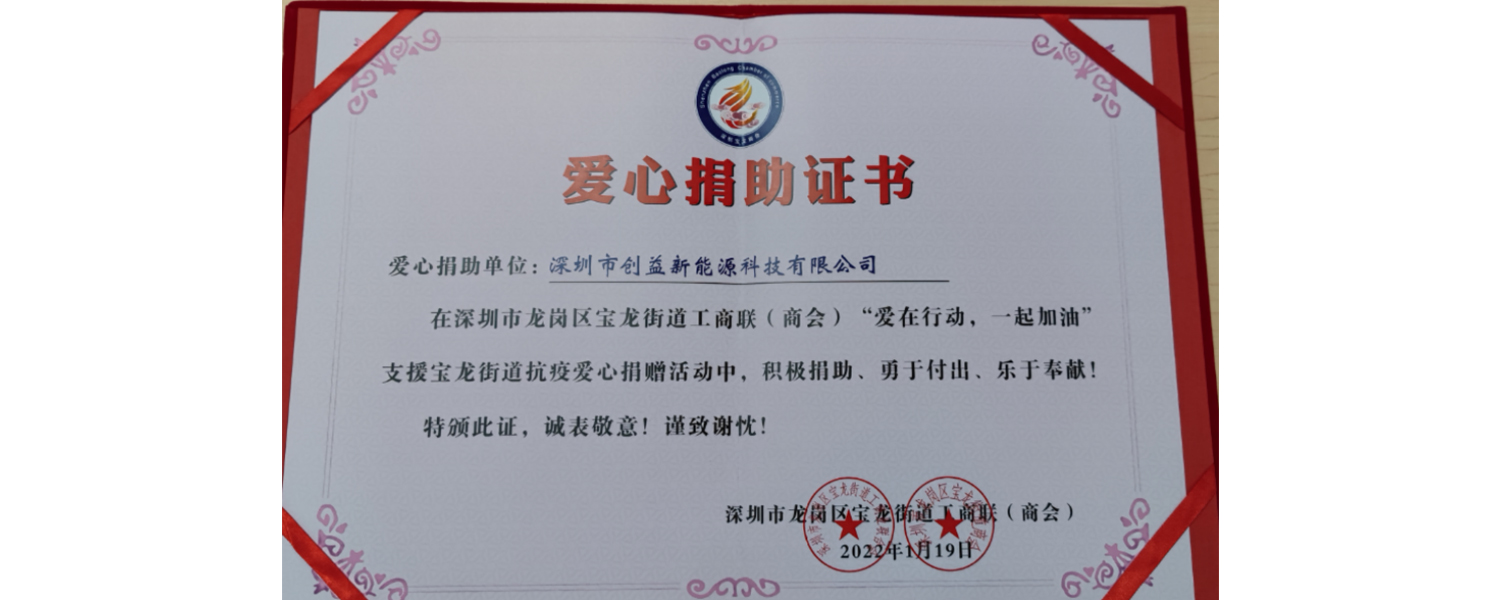 Shenzhen Baolong Chamber of Commerce
爱心捐助证书
爱心捐助单位：深圳市创益新能源科技有限公司
在深圳市龙岗区宝龙街道工商联（商会）“爱在行动，一起加油”
支援宝龙街道抗疫爱心捐赠活动中，积极捐助、勇于付出、乐于奉献！
特颁此证，诚表敬意！谨致谢忱！
深圳市龙岗区宝龙街道工商联（商会）
2022年1月19日